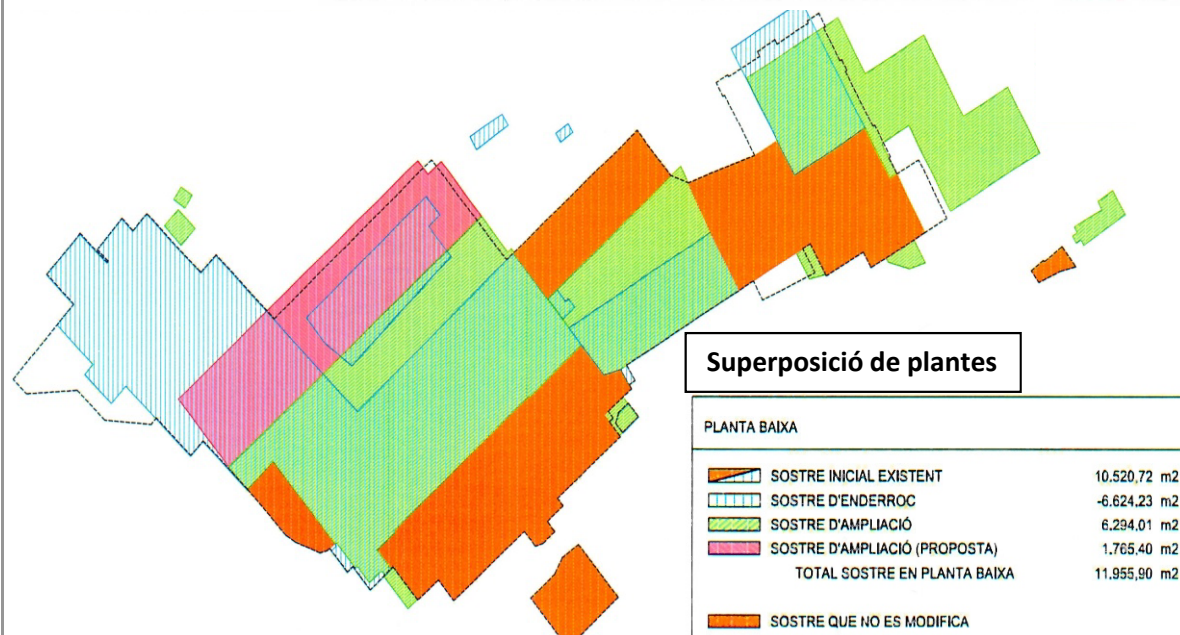 Superposició de plantes
PLANTA BAIXA
SOSTRE INICIAL EXISTENT 10.520,72 m2
SOSTRE D'ENDERROC -6.624,23 m2
SOSTRE D'AMPLIACIÓ 6.294,01 m2
SOSTRE D'AMPLIACIÓ (PROPOSTA) 1.765,40 m2
TOTAL SOSTRE EN PLANTA BAIXA 11.955,90 m2
SOSTRE QUE NO ES MODIFICA